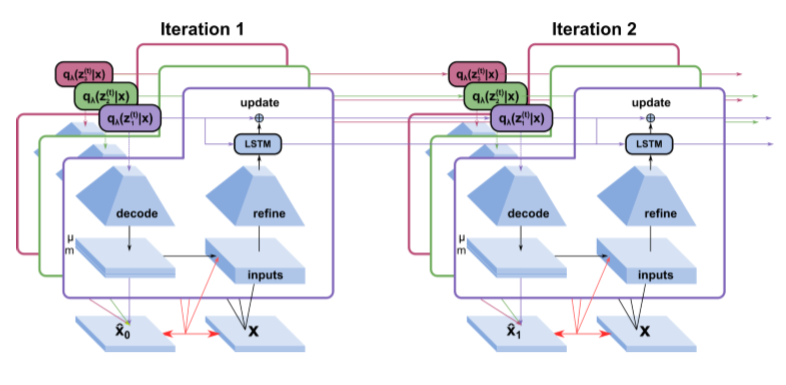 Iteration 1
Iteration 2
qλ(z₃⁽ᵗ⁾|x)
qλ(z₂⁽ᵗ⁾|x)
qλ(z₁⁽ᵗ⁾|x)
update
⊕
LSTM
decode
refine
μ
m
inputs
x̂₀
x
qλ(z₃⁽ᵗ⁾|x)
qλ(z₂⁽ᵗ⁾|x)
qλ(z₁⁽ᵗ⁾|x)
update
⊕
LSTM
decode
refine
μ
m
inputs
x̂₁
x